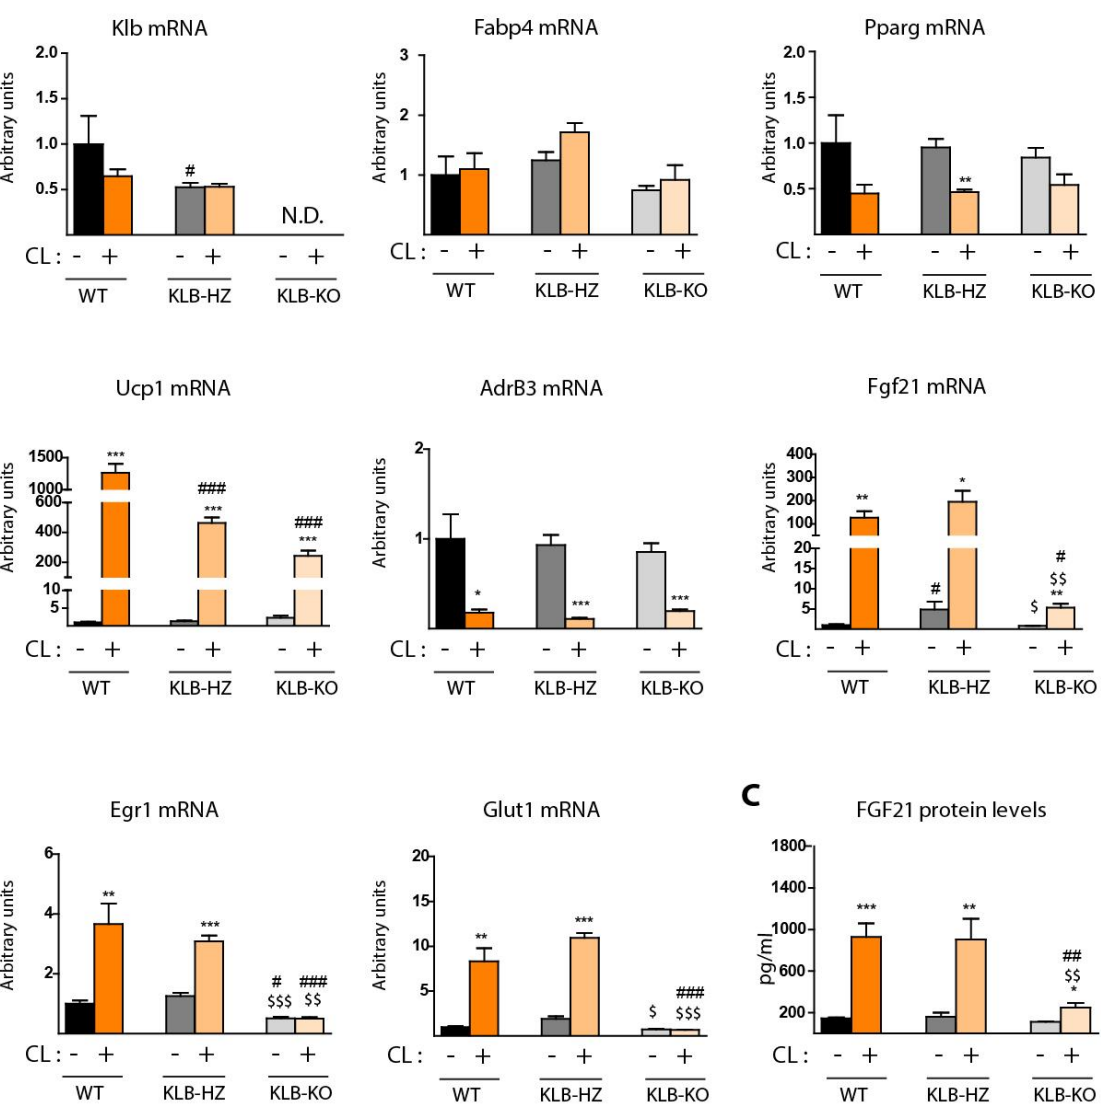 Klb mRNA
Arbitrary units
2.0
1.5
1.0
0.5
#
N.D.
CL : - + - + - +
WT KLB-HZ KLB-KO
Fabp4 mRNA
Arbitrary units
3
2
1
CL : - + - + - +
WT KLB-HZ KLB-KO
Pparg mRNA
Arbitrary units
2.0
1.5
1.0
0.5
**
CL : - + - + - +
WT KLB-HZ KLB-KO
Ucp1 mRNA
Arbitrary units
1500
1000
600
400
200
10
5
***
###
***
###
***
CL : - + - + - +
WT KLB-HZ KLB-KO
AdrB3 mRNA
Arbitrary units
2
1
*
***
***
CL : - + - + - +
WT KLB-HZ KLB-KO
Fgf21 mRNA
Arbitrary units
400
300
200
100
20
15
10
5
**
#
*
$
#
$$
**
CL : - + - + - +
WT KLB-HZ KLB-KO
Egr1 mRNA
Arbitrary units
6
4
2
**
***
# ###
$$$ $$
CL : - + - + - +
WT KLB-HZ KLB-KO
Glut1 mRNA
Arbitrary units
20
15
10
5
**
***
###
$ $$$
CL : - + - + - +
WT KLB-HZ KLB-KO
C
FGF21 protein levels
pg/ml
1800
1400
1000
600
200
***
**
##
$$
*
CL : - + - + - +
WT KLB-HZ KLB-KO